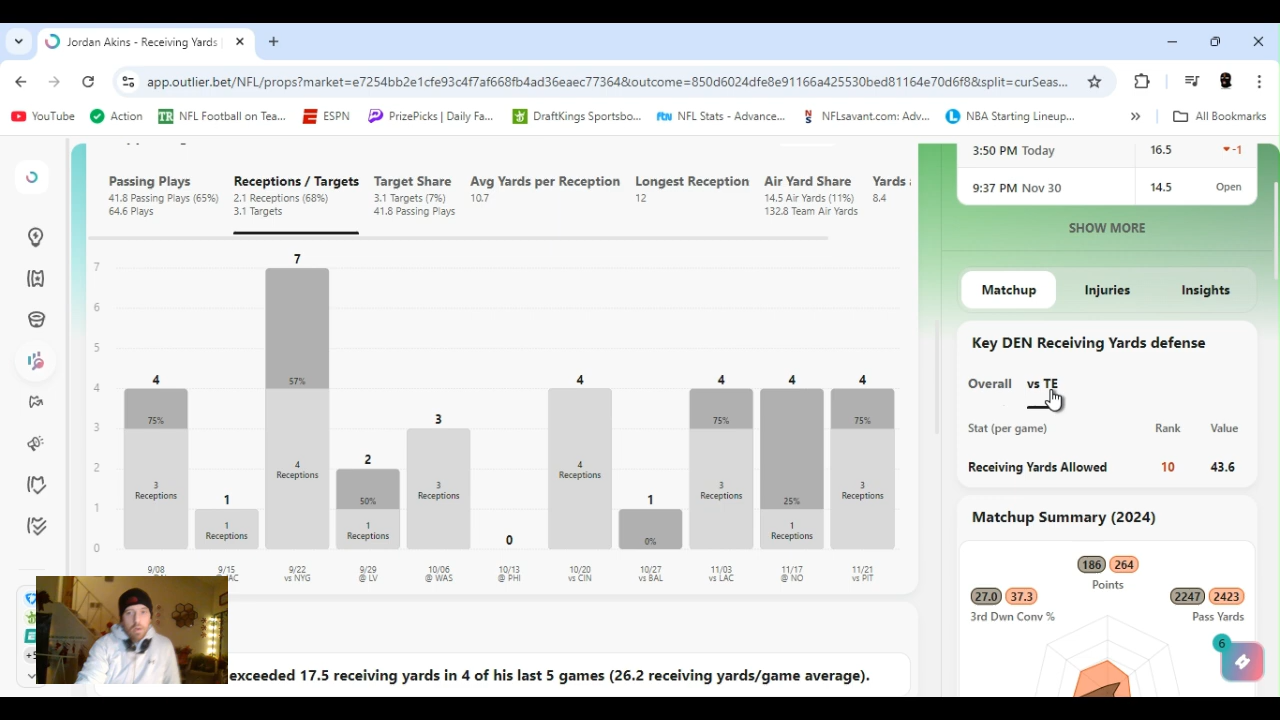 Jordan Akins - Receiving Yards
app.outlier.bet/NFL/props?market=e7254bb2e1cfe93c4f7af668fb4ad36eaec77364&outcome=850d6024dfe8e91166a425530bed81164e70d6f8&split=curSeas...
YouTube
Action
NFL Football on Tea...
ESPN
PrizePicks | Daily Fa...
DraftKings Sportsbo...
NFL Stats - Advance...
NFLsavant.com: Adv...
NBA Starting Lineup...
All Bookmarks
Passing Plays
41.8 Passing Plays (65%)
64.6 Plays
Receptions / Targets
2.1 Receptions (68%)
3.1 Targets
Target Share
3.1 Targets (7%)
41.8 Passing Plays
Avg Yards per Reception
10.7
Longest Reception
12
Air Yard Share
14.5 Air Yards (11%)
132.8 Team Air Yards
Yards
8.4
7
6
5
4
3
2
1
0
4
75%
3
Receptions
9/08
1
1
Receptions
9/15
7
57%
4
Receptions
9/22
vs NYG
2
50%
1
Receptions
9/29
@ LV
3
3
Receptions
10/06
@ WAS
0
10/13
@ PHI
4
4
Receptions
10/20
vs CIN
1
0%
10/27
vs BAL
4
75%
3
Receptions
11/03
vs LAC
4
25%
1
Receptions
11/17
@ NO
4
75%
3
Receptions
11/21
vs PIT
exceeded 17.5 receiving yards in 4 of his last 5 games (26.2 receiving yards/game average).
3:50 PM Today 16.5 -1
9:37 PM Nov 30 14.5 Open
SHOW MORE
Matchup Injuries Insights
Key DEN Receiving Yards defense
Overall vs TE
Stat (per game) Rank Value
Receiving Yards Allowed 10 43.6
Matchup Summary (2024)
186 264
Points
27.0 37.3
3rd Dwn Conv %
2247 2423
Pass Yards
6